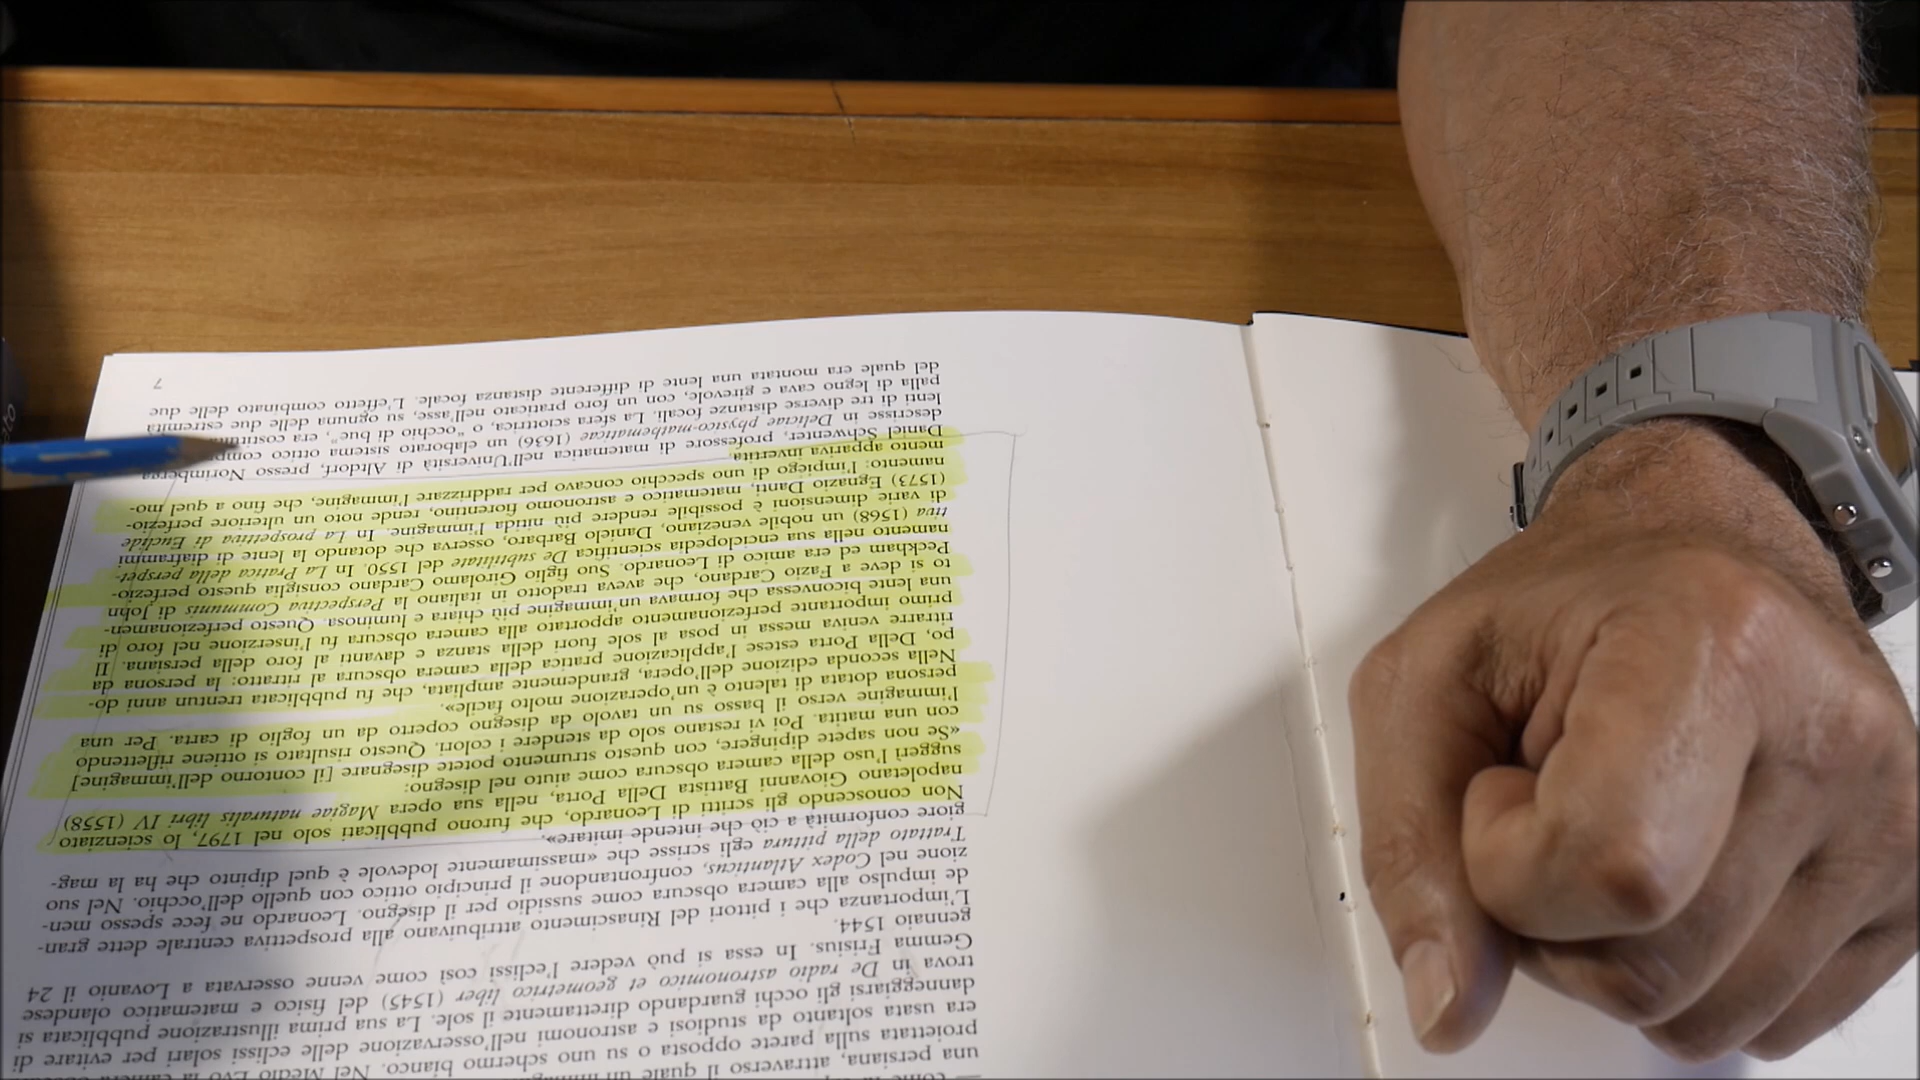 una persiana, attraverso il quale un
proiettata sulla parete opposta o su uno schermo bianco. Nel Medio Evo la camera
era usata soltanto da studiosi e astronomi nell'osservazione delle eclissi solari per evitare di
danneggiarsi gli occhi guardando direttamente il sole. La sua prima illustrazione pubblicata si
trova in De radio astronomico et geometrico liber (1545) del fisico e matematico olandese
Gemma Frisius. In essa si può vedere l'eclissi così come venne osservata a Lovanio il 24
gennaio 1544.
L'importanza che i pittori del Rinascimento attribuivano alla prospettiva centrale dette gran-
de impulso alla camera obscura come sussidio per il disegno. Leonardo ne fece spesso men-
zione nel Codex Atlanticus, confrontandone il principio ottico con quello dell'occhio. Nel suo
Trattato della pittura egli scrisse che «massimamente lodevole è quel dipinto che ha la mag-
giore conformità a ciò che intende imitare».
Non conoscendo gli scritti di Leonardo, che furono pubblicati solo nel 1797, lo scienziato
napoletano Giovanni Battista Della Porta, nella sua opera Magiae naturalis libri IV (1558)
suggerì l'uso della camera obscura come aiuto nel disegno:
«Se non sapete dipingere, con questo strumento potete disegnare [il contorno dell'immagine]
con una matita. Poi vi restano solo da stendere i colori. Questo risultato si ottiene riflettendo
l'immagine verso il basso su un tavolo da disegno coperto da un foglio di carta. Per una
persona dotata di talento è un'operazione molto facile».
Nella seconda edizione dell'opera, grandemente ampliata, che fu pubblicata trentun anni do-
po, Della Porta estese l'applicazione pratica della camera obscura al ritratto: la persona da
ritrarre veniva messa in posa al sole fuori della stanza e davanti al foro della persiana. Il
primo importante perfezionamento apportato alla camera obscura fu l'inserzione nel foro di
una lente biconvessa che formava un'immagine più chiara e luminosa. Questo perfezionamen-
to si deve a Fazio Cardano, che aveva tradotto in italiano la Perspectiva Communis di John
Peckham ed era amico di Leonardo. Suo figlio Girolamo Cardano consiglia questo perfezio-
namento nella sua enciclopedia scientifica De subtilitate del 1550. In La Pratica della perspet-
tiva (1568) un nobile veneziano, Daniele Barbaro, osserva che dotando la lente di diaframmi
di varie dimensioni è possibile rendere più nitida l'immagine. In La prospettiva di Euclide
(1573) Egnazio Danti, matematico e astronomo fiorentino, rende noto un ulteriore perfezio-
namento: l'impiego di uno specchio concavo per raddrizzare l'immagine, che fino a quel mo-
mento appariva invertita.
Daniel Schwenter, professore di matematica nell'Università di Altdorf, presso Norimberga
descrisse in Deliciae physico-mathematicae (1636) un elaborato sistema ottico
lenti di tre diverse distanze focali. La sfera sciottrica, o "occhio di bue", era
palla di legno cava e girevole, con un foro praticato nell'asse, su ognuna delle due estremità
del quale era montata una lente di differente distanza focale. L'effetto combinato delle due
7